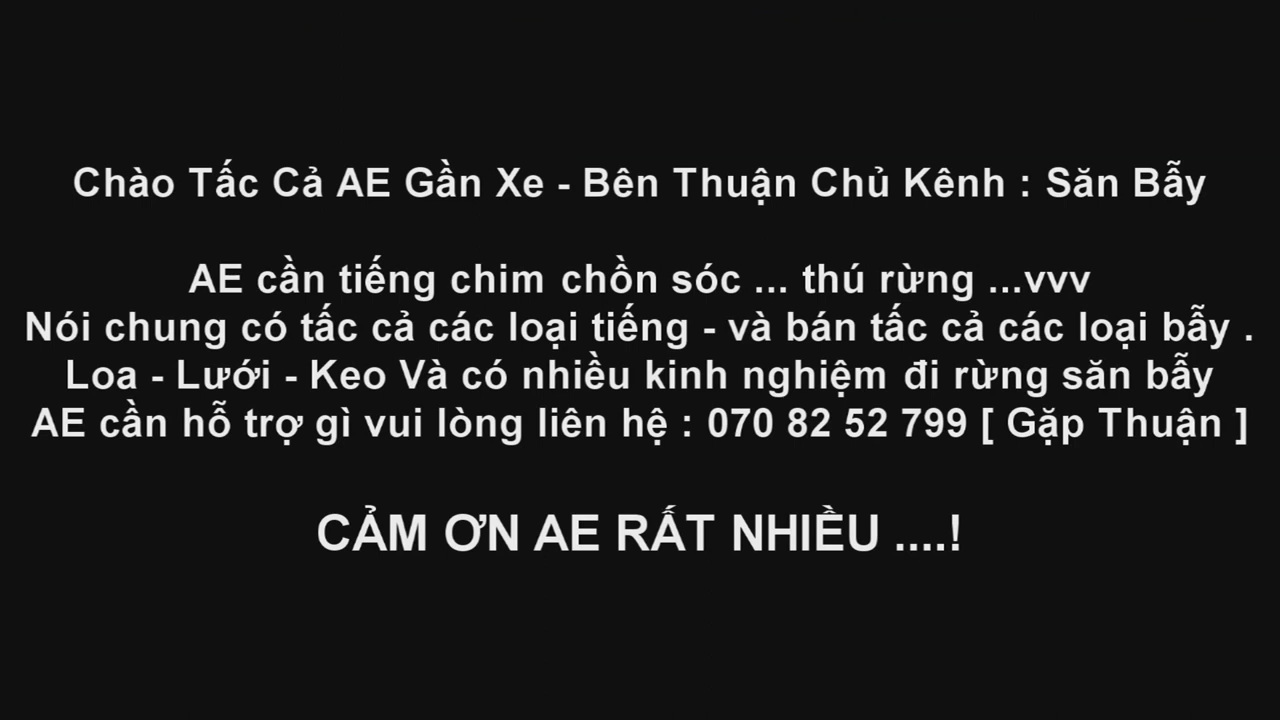 Chào Tấc Cả AE Gần Xe - Bên Thuận Chủ Kênh : Săn Bẫy
AE cần tiếng chim chồn sóc ... thú rừng ...vvv
Nói chung có tấc cả các loại tiếng - và bán tấc cả các loại bẫy .
Loa - Lưới - Keo Và có nhiều kinh nghiệm đi rừng săn bẫy
AE cần hỗ trợ gì vui lòng liên hệ : 070 82 52 799 [ Gặp Thuận ]
CẢM ƠN AE RẤT NHIỀU ....!